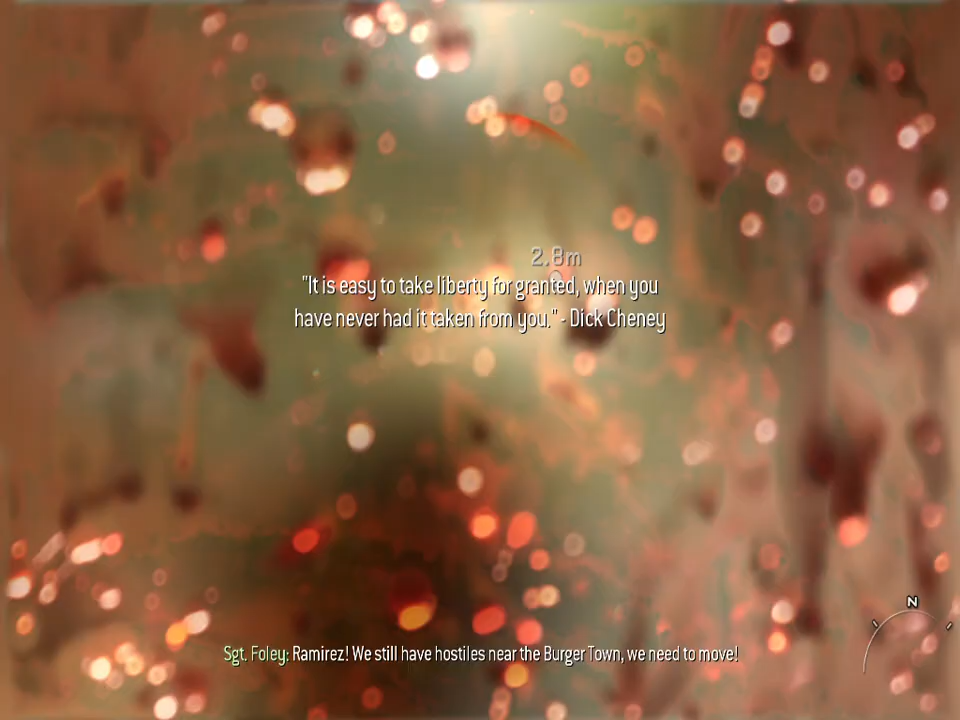 2.8m
"It is easy to take liberty for granted, when you
have never had it taken from you." - Dick Cheney
Sgt. Foley: Ramirez! We still have hostiles near the Burger Town, we need to move!
N